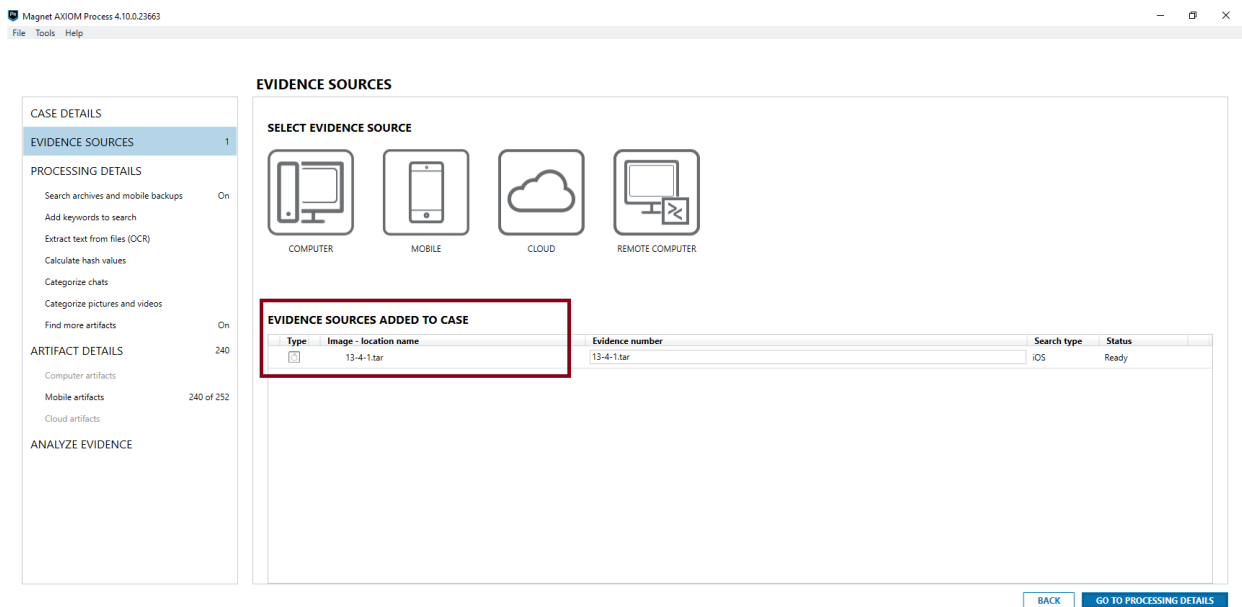 Magnet AXIOM Process 4.10.0.23663
File Tools Help
EVIDENCE SOURCES
CASE DETAILS
EVIDENCE SOURCES 1
PROCESSING DETAILS
Search archives and mobile backups On
Add keywords to search
Extract text from files (OCR)
Calculate hash values
Categorize chats
Categorize pictures and videos
Find more artifacts On
ARTIFACT DETAILS 240
Computer artifacts
Mobile artifacts 240 of 252
Cloud artifacts
ANALYZE EVIDENCE
SELECT EVIDENCE SOURCE
COMPUTER MOBILE CLOUD REMOTE COMPUTER
EVIDENCE SOURCES ADDED TO CASE
Type Image - location name Evidence number Search type Status
13-4-1.tar 13-4-1.tar iOS Ready
BACK GO TO PROCESSING DETAILS